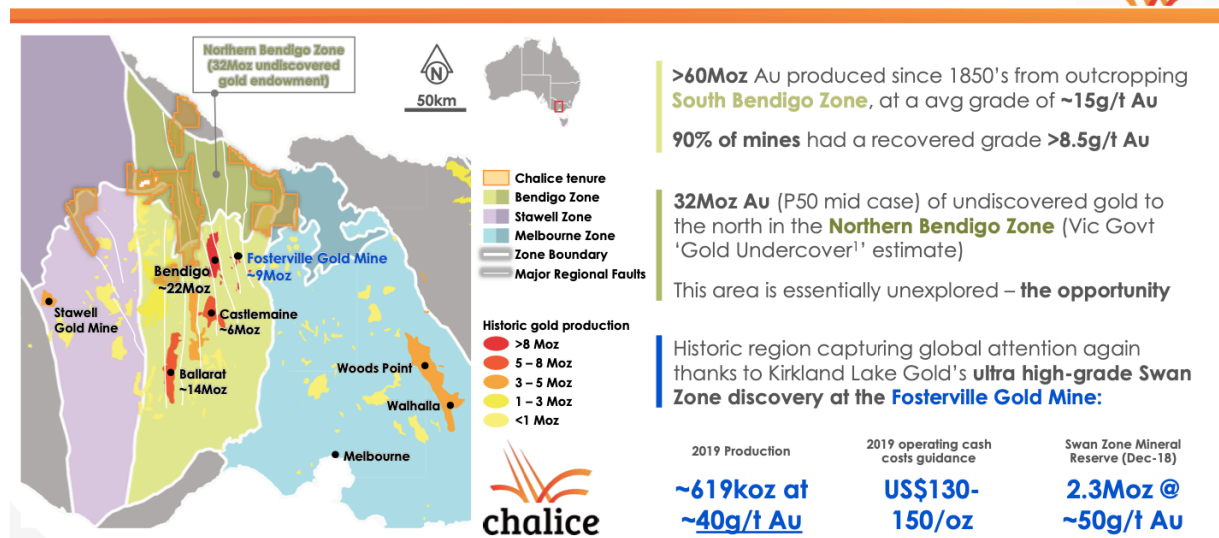 Northern Bendigo Zone
(32Moz undiscovered
gold endowment)
N
50km
Chalice tenure
Bendigo Zone
Stawell Zone
Melbourne Zone
Zone Boundary
Major Regional Faults
Bendigo
~22Moz
Fosterville Gold Mine
~9Moz
Stawell
Gold Mine
Castlemaine
~6Moz
Ballarat
~14Moz
Woods Point
Walhalla
Melbourne
Historic gold production
>8 Moz
5 – 8 Moz
3 – 5 Moz
1 – 3 Moz
<1 Moz
chalice
>60Moz Au produced since 1850’s from outcropping
South Bendigo Zone, at a avg grade of ~15g/t Au
90% of mines had a recovered grade >8.5g/t Au
32Moz Au (P50 mid case) of undiscovered gold to
the north in the Northern Bendigo Zone (Vic Govt
‘Gold Undercover¹’ estimate)
This area is essentially unexplored – the opportunity
Historic region capturing global attention again
thanks to Kirkland Lake Gold’s ultra high-grade Swan
Zone discovery at the Fosterville Gold Mine:
2019 Production
~619koz at
~40g/t Au
2019 operating cash
costs guidance
US$130-
150/oz
Swan Zone Mineral
Reserve (Dec-18)
2.3Moz @
~50g/t Au